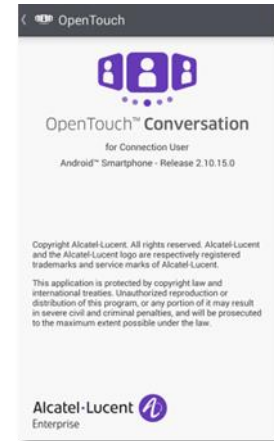 OpenTouch
OpenTouch™ Conversation
for Connection User
Android™ Smartphone - Release 2.10.15.0
Copyright Alcatel-Lucent. All rights reserved. Alcatel-Lucent
and the Alcatel-Lucent logo are respectively registered
trademarks and service marks of Alcatel-Lucent.
This application is protected by copyright law and
international treaties. Unauthorized reproduction or
distribution of this program, or any portion of it may result
in severe civil and criminal penalties, and will be prosecuted
to the maximum extent possible under the law.
Alcatel·Lucent
Enterprise